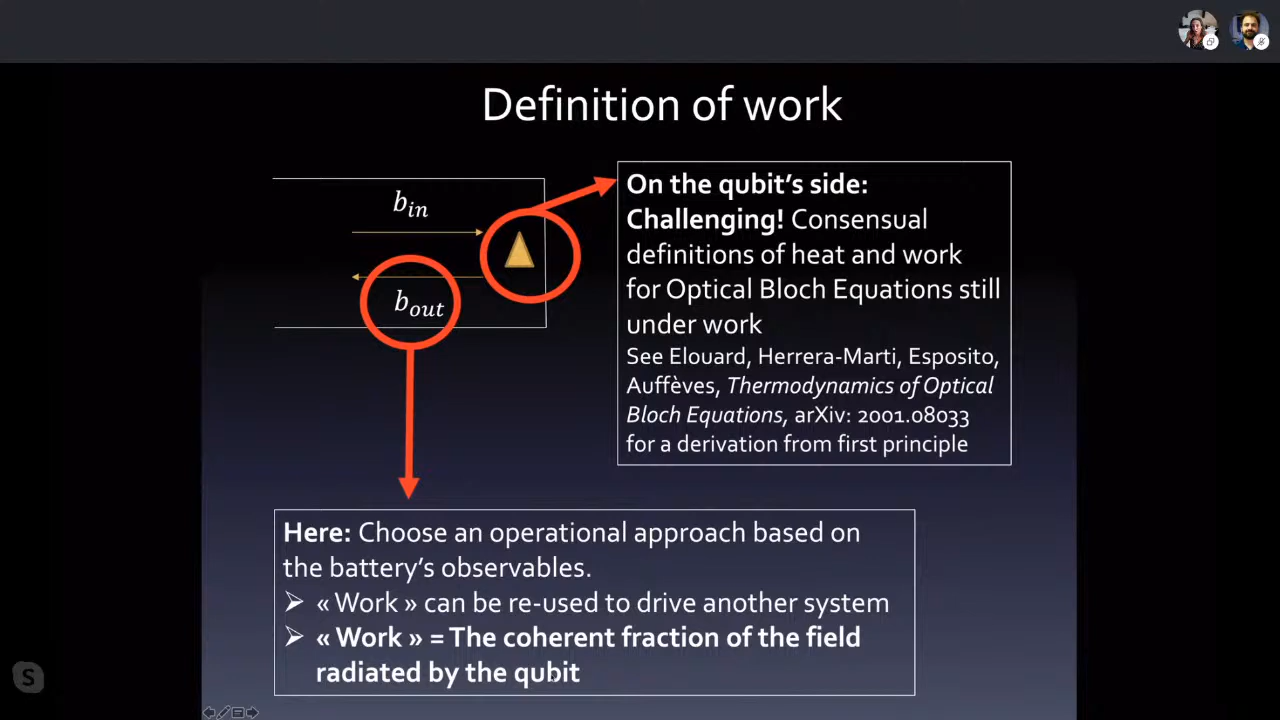 Definition of work
b_in
b_out
On the qubit's side:
Challenging! Consensual
definitions of heat and work
for Optical Bloch Equations still
under work
See Elouard, Herrera-Marti, Esposito,
Auffèves, Thermodynamics of Optical
Bloch Equations, arXiv: 2001.08033
for a derivation from first principle
Here: Choose an operational approach based on
the battery's observables.
« Work » can be re-used to drive another system
« Work » = The coherent fraction of the field
radiated by the qubit
S